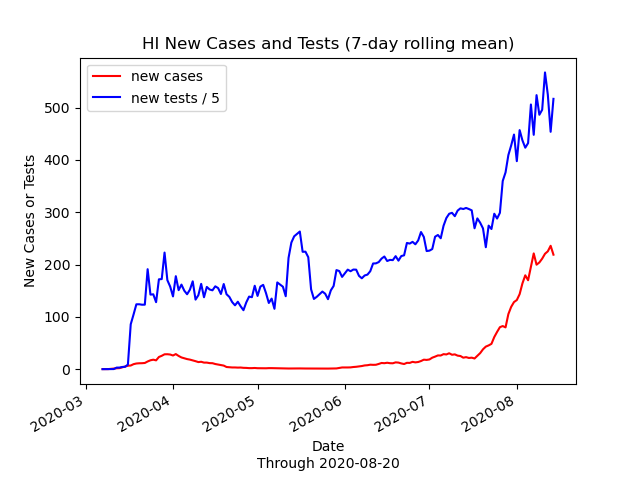 HI New Cases and Tests (7-day rolling mean)
new cases
new tests / 5
New Cases or Tests
500
400
300
200
100
0
2020-03
2020-04
2020-05
2020-06
2020-07
2020-08
Date
Through 2020-08-20